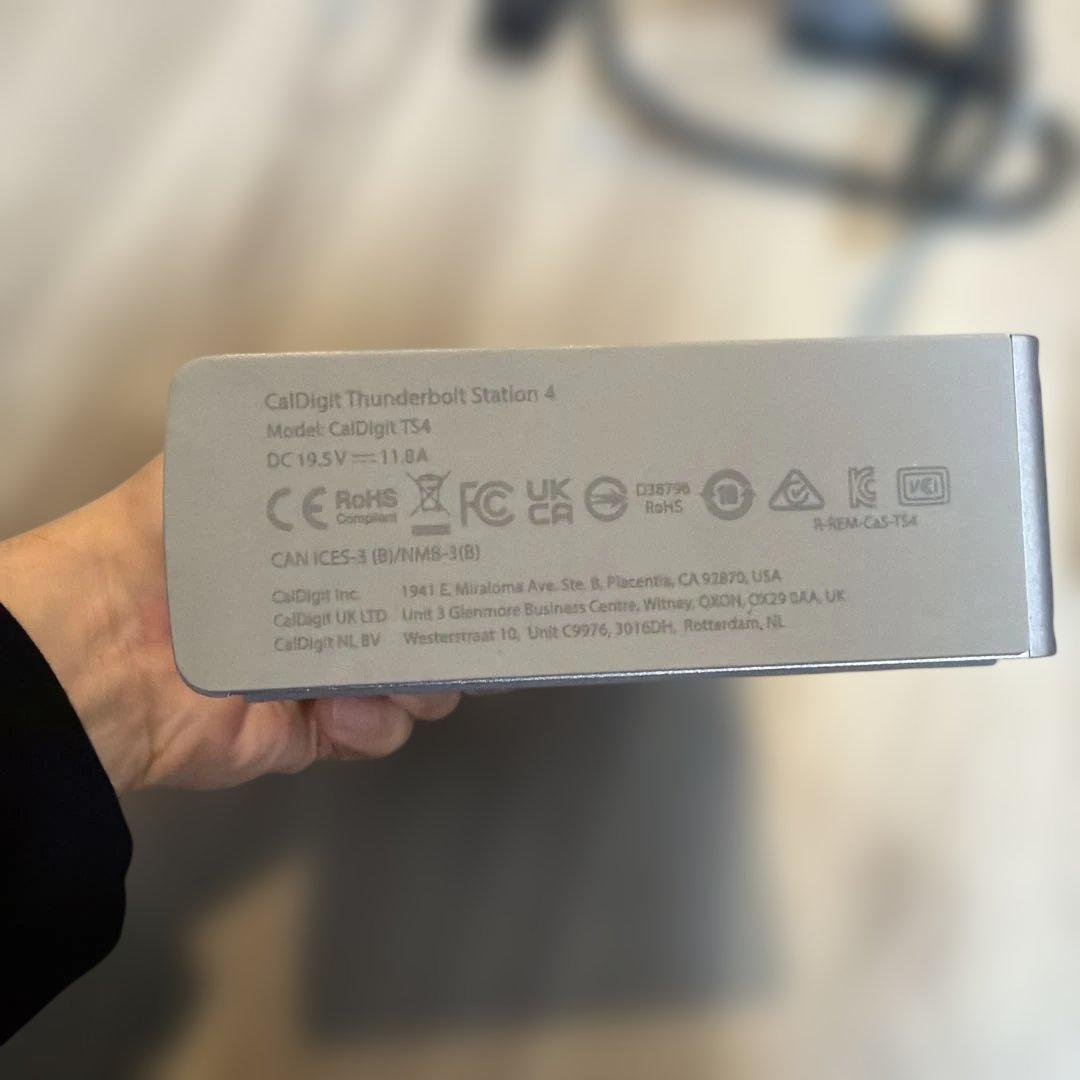 CalDigit Thunderbolt Station 4
Model: CalDigit TS4
DC 19.5V⎓11.8A
CE RoHS Compliant FC UK CA D38796 RoHS 10 VCI
R-REM-CaS-TS4
CAN ICES-3 (B)/NMB-3(B)
CalDigit Inc 1941 E. Miraloma Ave. Ste. B, Placentia, CA 92870, USA
CalDigit UK LTD Unit 3 Glenmore Business Centre, Witney, OXON, OX29 0AA, UK
CalDigit NL BV Westerstraat 10, Unit C9976, 3016DH, Rotterdam, NL